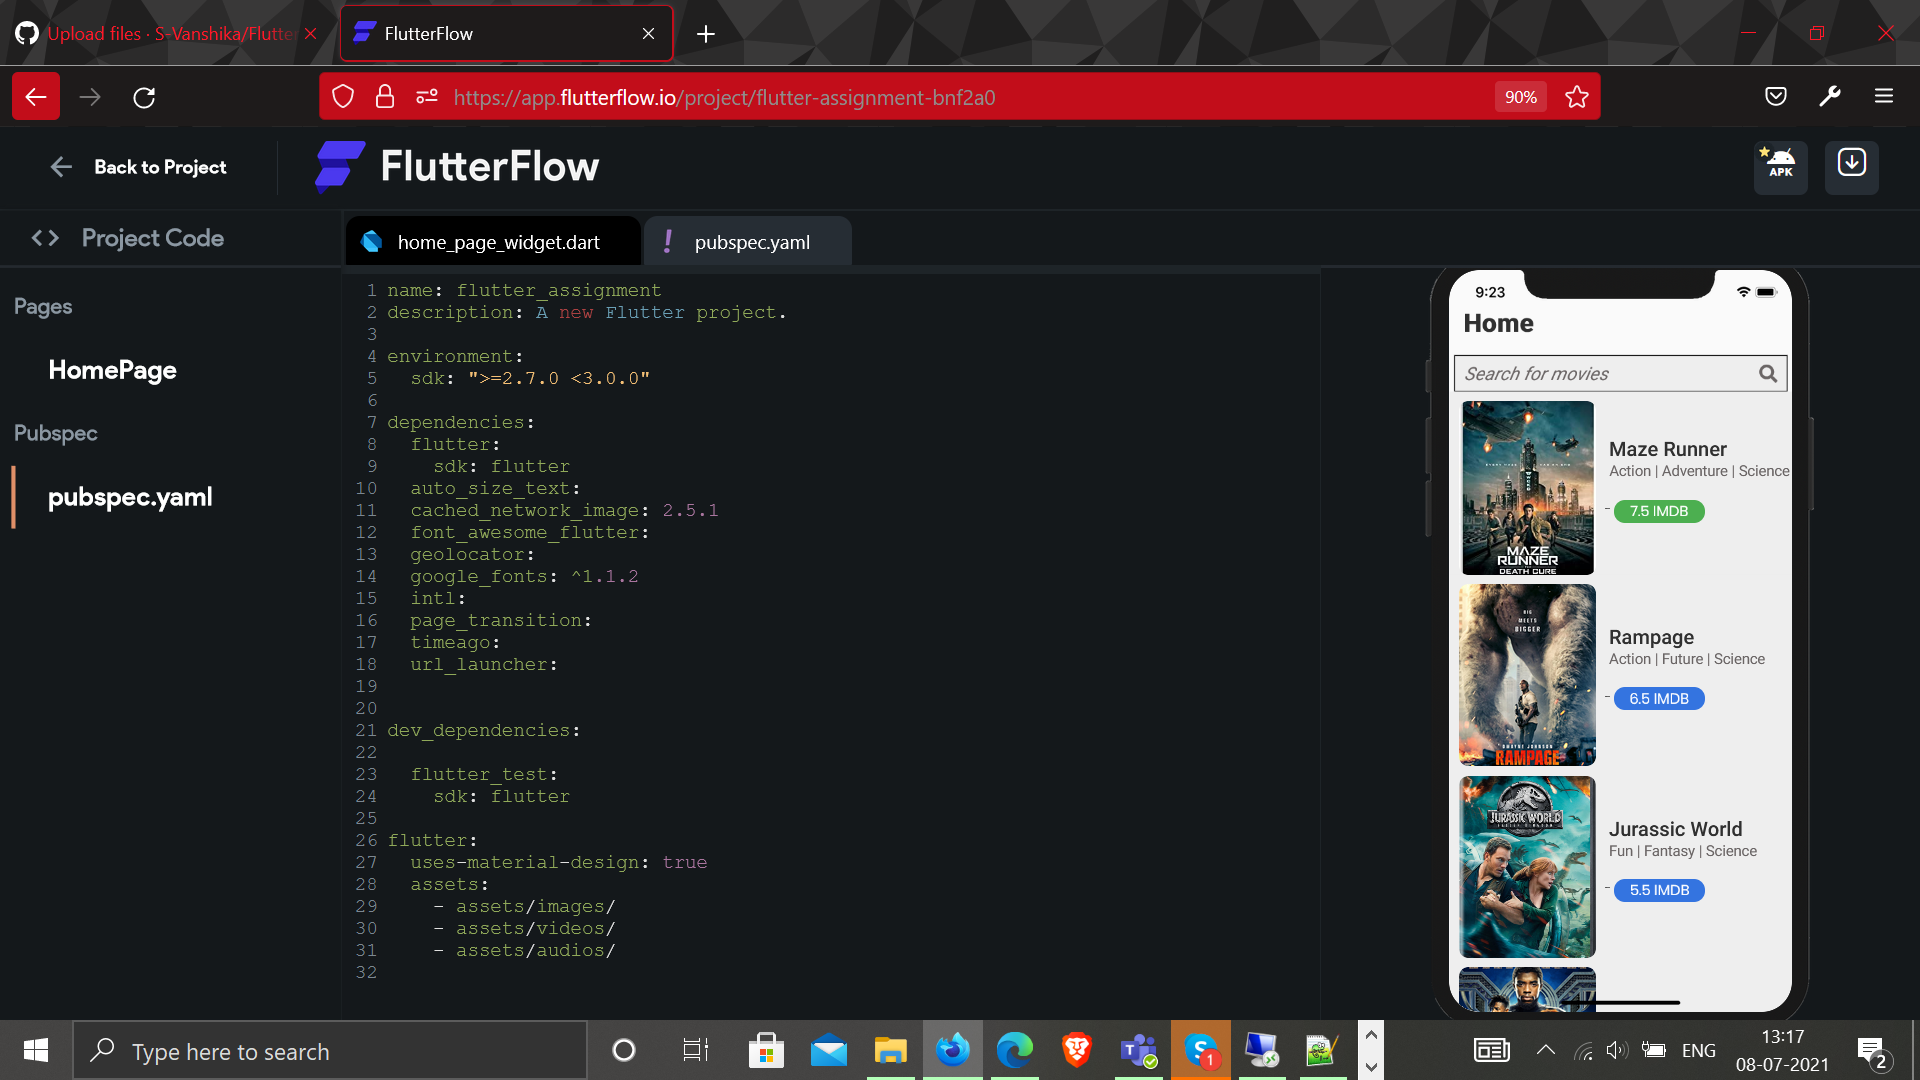 Upload files · S-Vanshika/Flutte
FlutterFlow
https://app.flutterflow.io/project/flutter-assignment-bnf2a0
90%
Back to Project
FlutterFlow
APK
Project Code
home_page_widget.dart
pubspec.yaml
Pages
HomePage
Pubspec
pubspec.yaml
1 name: flutter_assignment
2 description: A new Flutter project.
3
4 environment:
5 sdk: ">=2.7.0 <3.0.0"
6
7 dependencies:
8 flutter:
9 sdk: flutter
10 auto_size_text:
11 cached_network_image: 2.5.1
12 font_awesome_flutter:
13 geolocator:
14 google_fonts: ^1.1.2
15 intl:
16 page_transition:
17 timeago:
18 url_launcher:
19
20
21 dev_dependencies:
22
23 flutter_test:
24 sdk: flutter
25
26 flutter:
27 uses-material-design: true
28 assets:
29 - assets/images/
30 - assets/videos/
31 - assets/audios/
32
9:23
Home
Search for movies
MAZE
RUNNER
DEATH CURE
Maze Runner
Action | Adventure | Science
- 7.5 IMDB
BIG
MEETS
BIGGER
DWAYNE JOHNSON
RAMPAGE
Rampage
Action | Future | Science
- 6.5 IMDB
JURASSIC WORLD
Jurassic World
Fun | Fantasy | Science
- 5.5 IMDB
Type here to search
1
ENG
13:17
08-07-2021
2